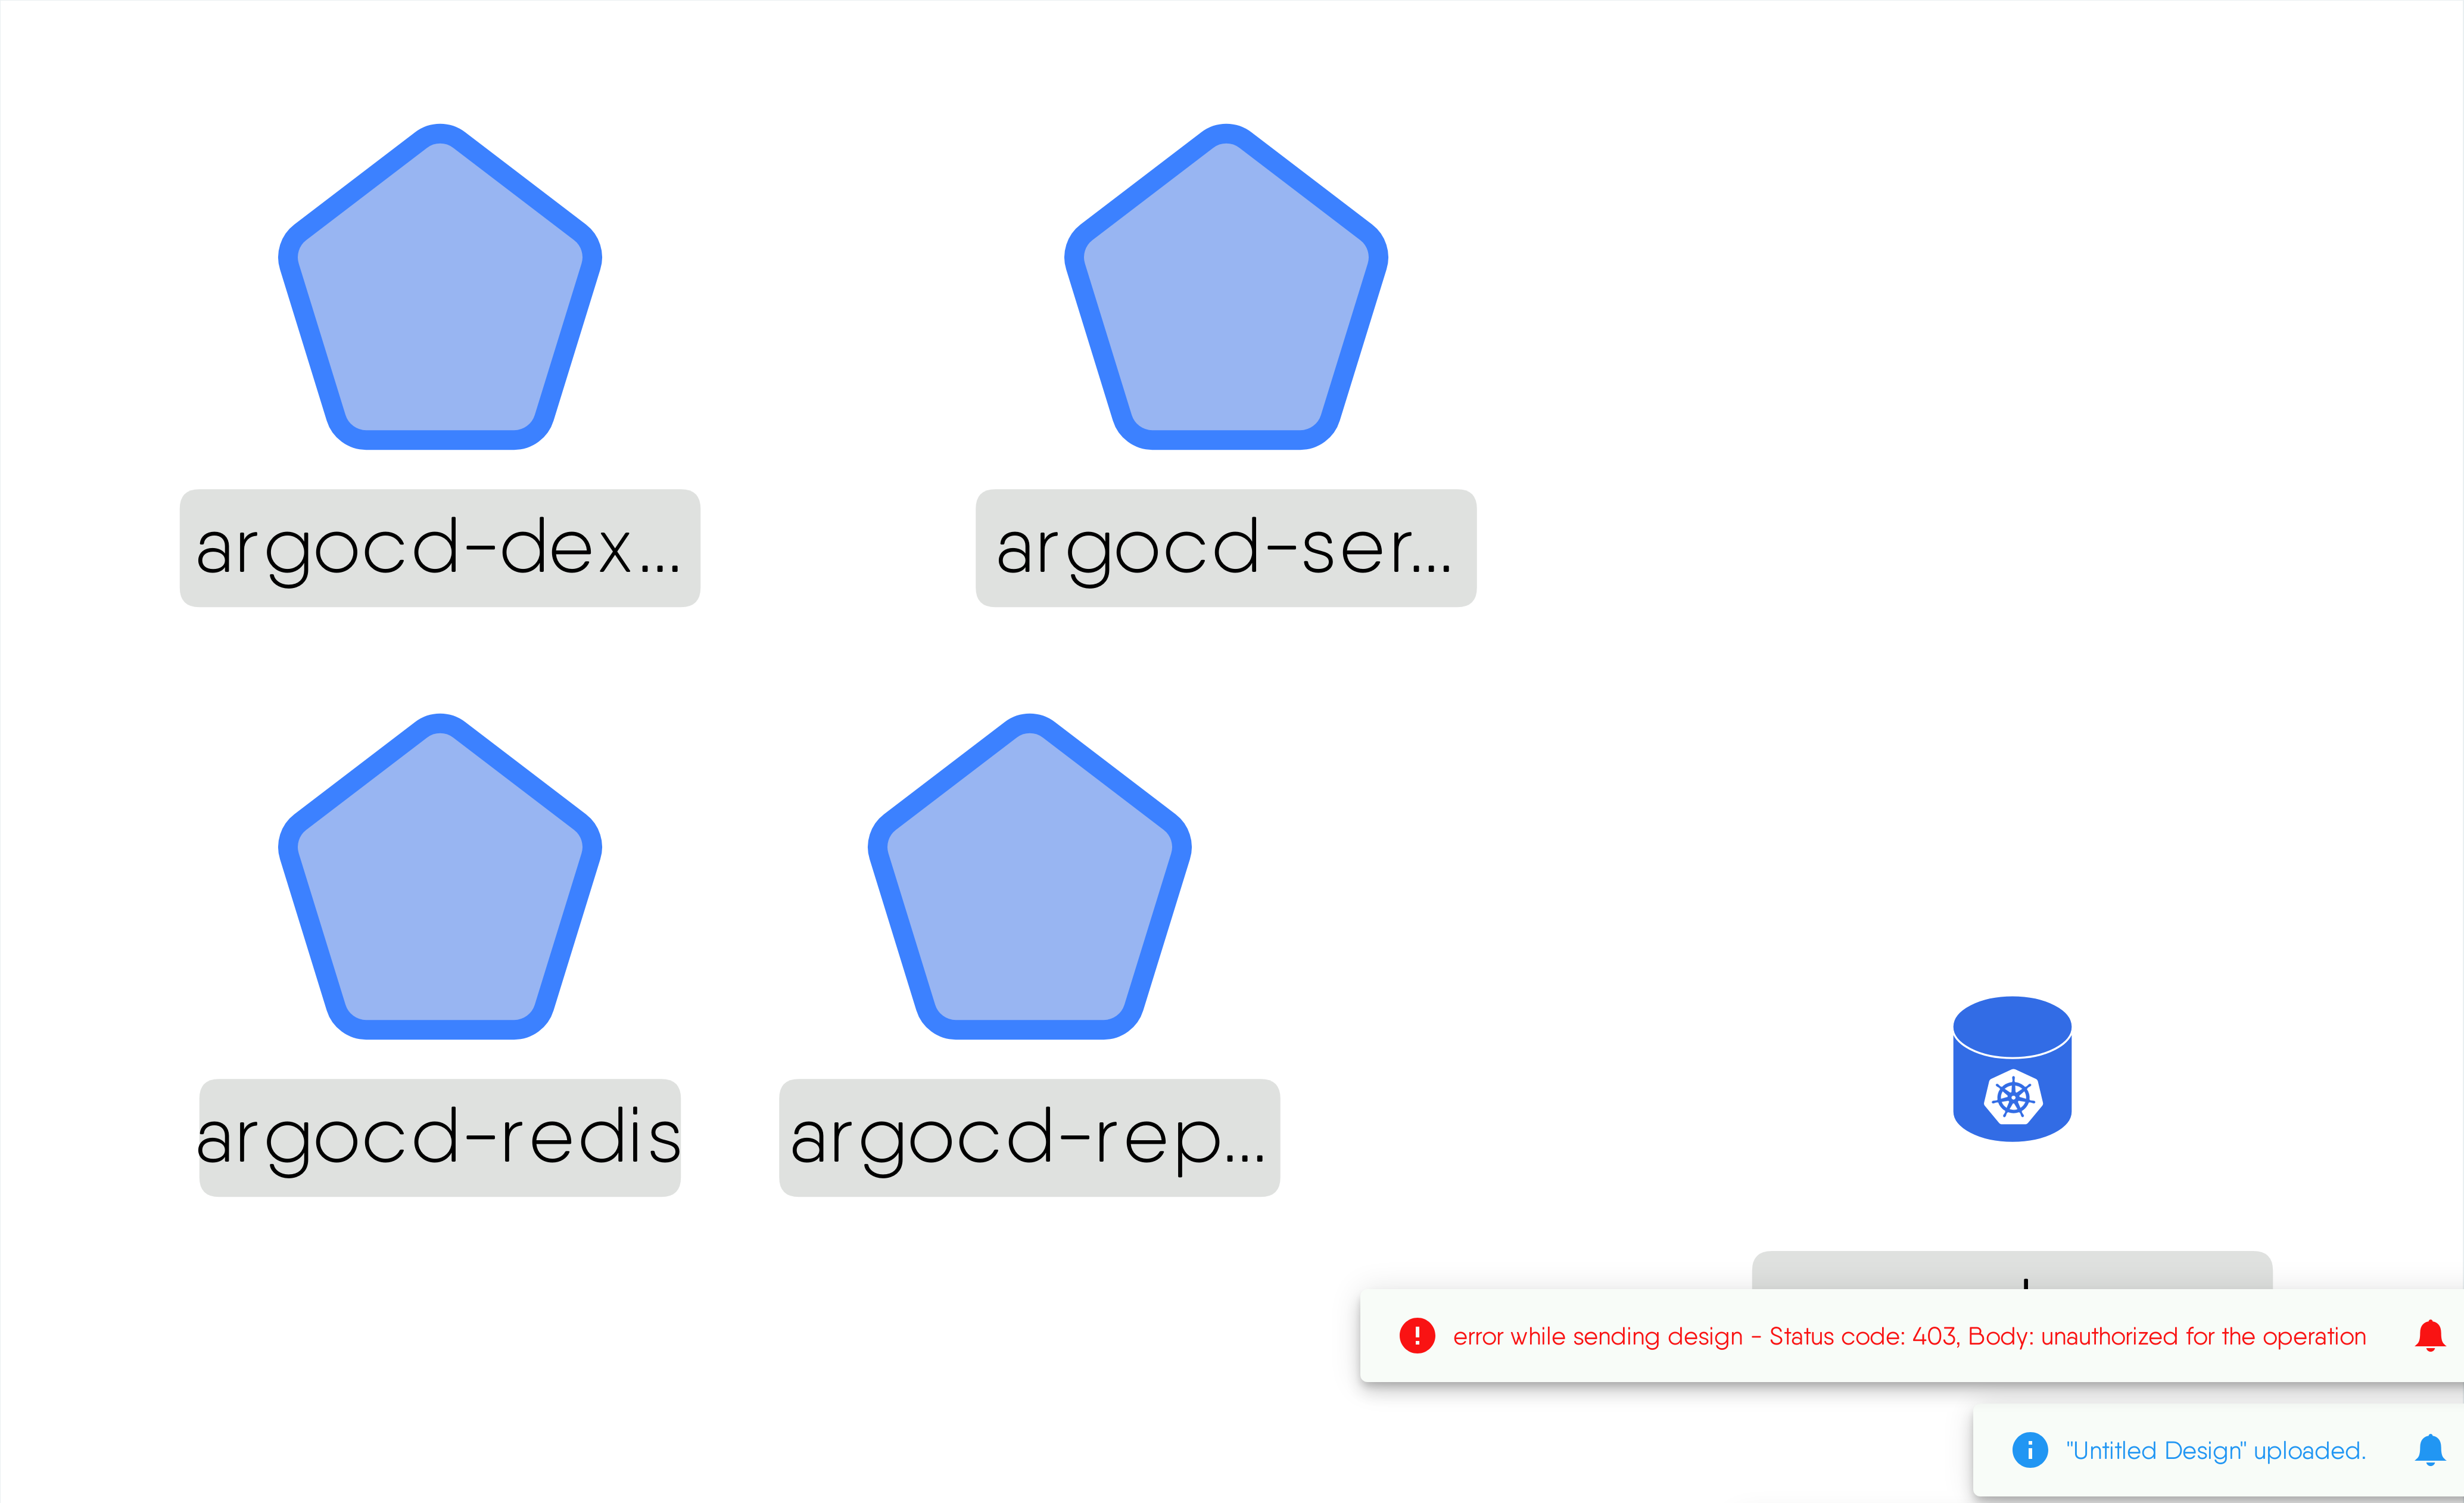 argocd-dex...
argocd-ser...
argocd-redis
argocd-rep...
error while sending design - Status code: 403, Body: unauthorized for the operation
"Untitled Design" uploaded.